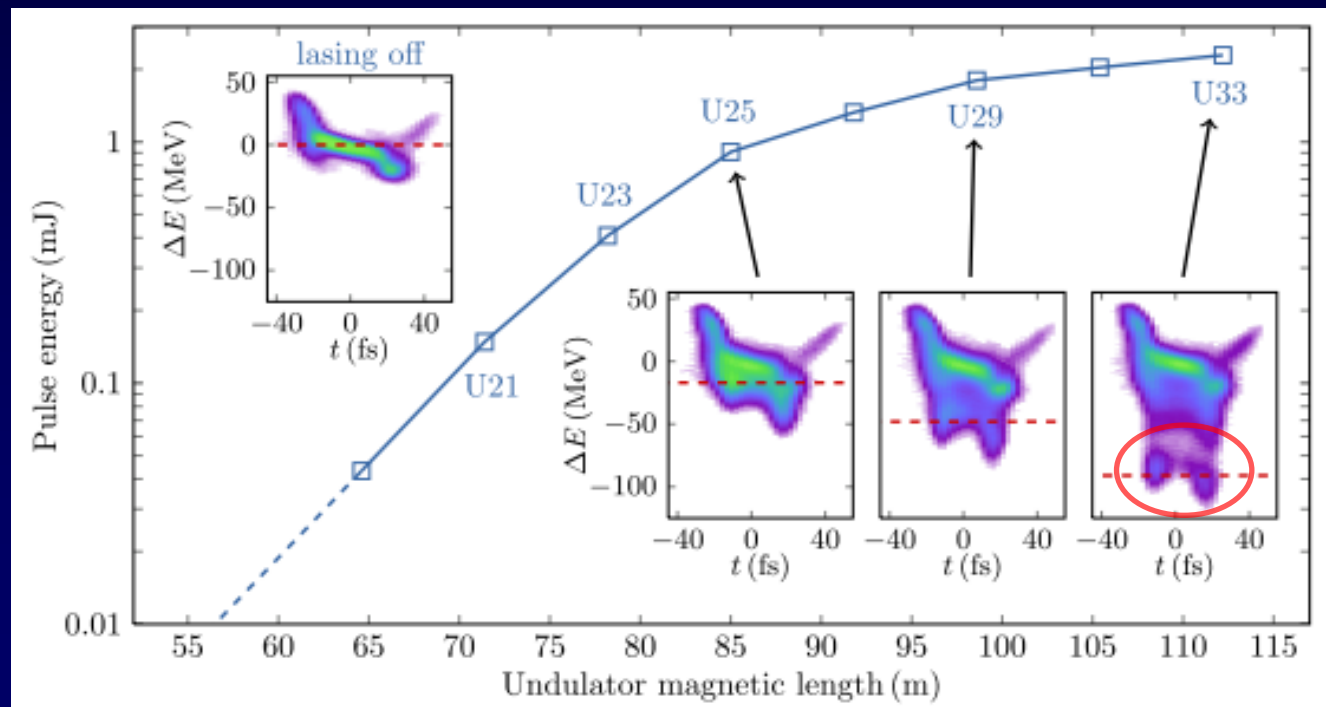 lasing off
50
0
−50
−100
ΔE (MeV)
−40 0 40
t (fs)
U21
U23
U25
U29
U33
50
0
−50
−100
ΔE (MeV)
−40 0 40
t (fs)
−40 0 40
t (fs)
−40 0 40
t (fs)
1
0.1
0.01
Pulse energy (mJ)
55 60 65 70 75 80 85 90 95 100 105 110 115
Undulator magnetic length (m)